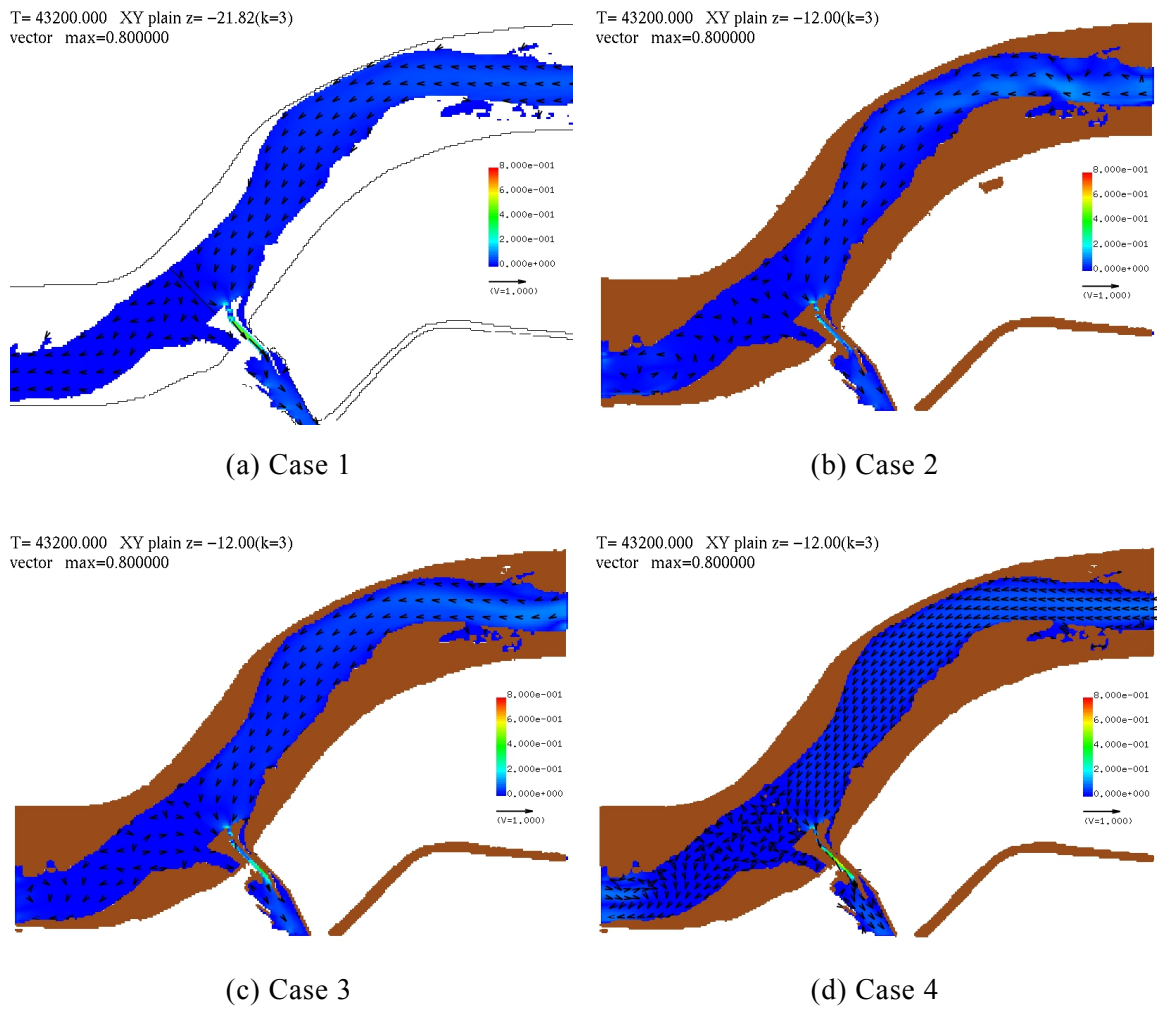 T= 43200.000 XY plain z= −21.82(k=3)
vector max=0.800000
8.000e-001
6.000e-001
4.000e-001
2.000e-001
0.000e+000
(V=1.000)
(a) Case 1
T= 43200.000 XY plain z= −12.00(k=3)
vector max=0.800000
8.000e-001
6.000e-001
4.000e-001
2.000e-001
0.000e+000
(V=1.000)
(b) Case 2
T= 43200.000 XY plain z= −12.00(k=3)
vector max=0.800000
8.000e-001
6.000e-001
4.000e-001
2.000e-001
0.000e+000
(V=1.000)
(c) Case 3
T= 43200.000 XY plain z= −12.00(k=3)
vector max=0.800000
8.000e-001
6.000e-001
4.000e-001
2.000e-001
0.000e+000
(V=1.000)
(d) Case 4